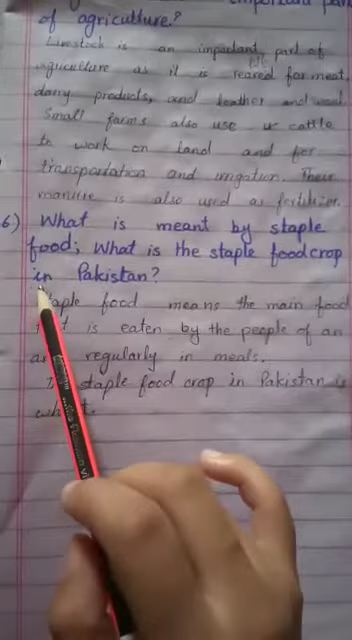 important part
of agriculture?
Livestock is an important part of
agriculture as it is reared for meat,
dairy products, and leather and wool.
Small farms also use cattle
to work on land and for
transportation and irrigation. Their
manure is also used as fertilizer.
6) What is meant by staple
food; What is the staple food crop
in Pakistan?
Staple food means the main food
is eaten by the people of an
regularly in meals.
staple food crop in Pakistan is